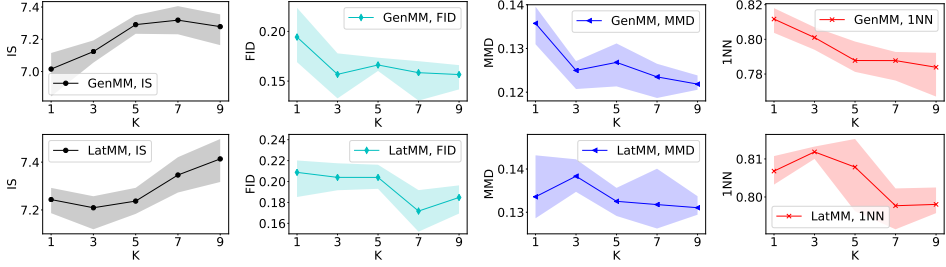 7.4
7.2
7.0
IS
GenMM, IS
1 3 5 7 9
K
0.20
0.15
FID
GenMM, FID
1 3 5 7 9
K
0.14
0.13
0.12
MMD
GenMM, MMD
1 3 5 7 9
K
0.82
0.80
0.78
1NN
GenMM, 1NN
1 3 5 7 9
K
7.4
7.2
IS
LatMM, IS
1 3 5 7 9
K
0.24
0.22
0.20
0.18
0.16
FID
LatMM, FID
1 3 5 7 9
K
0.14
0.13
MMD
LatMM, MMD
1 3 5 7 9
K
0.81
0.80
1NN
LatMM, 1NN
1 3 5 7 9
K